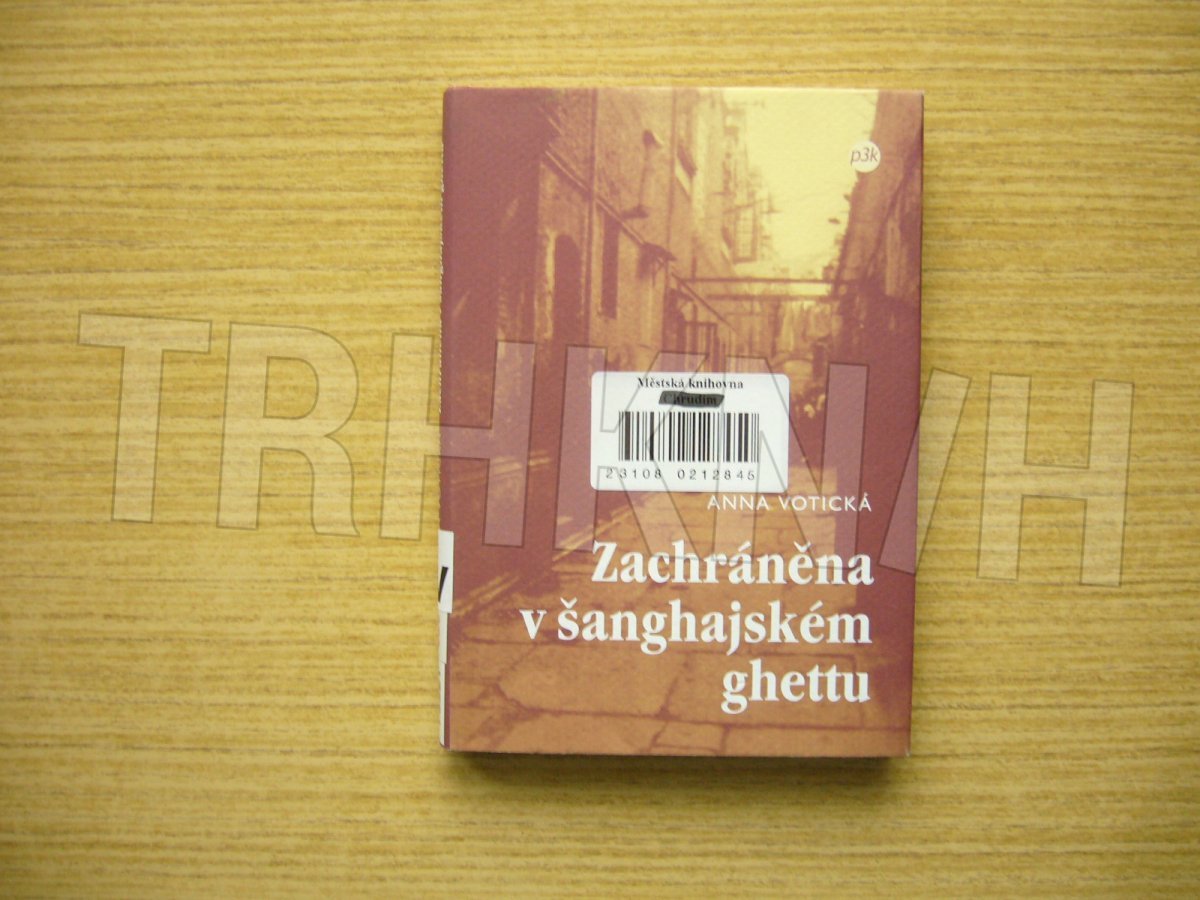 p3k
Městská knihovna
Chrudim
23108 0212845
ANNA VOTICKÁ
Zachráněna
v šanghajském
ghettu
TRHKNIH